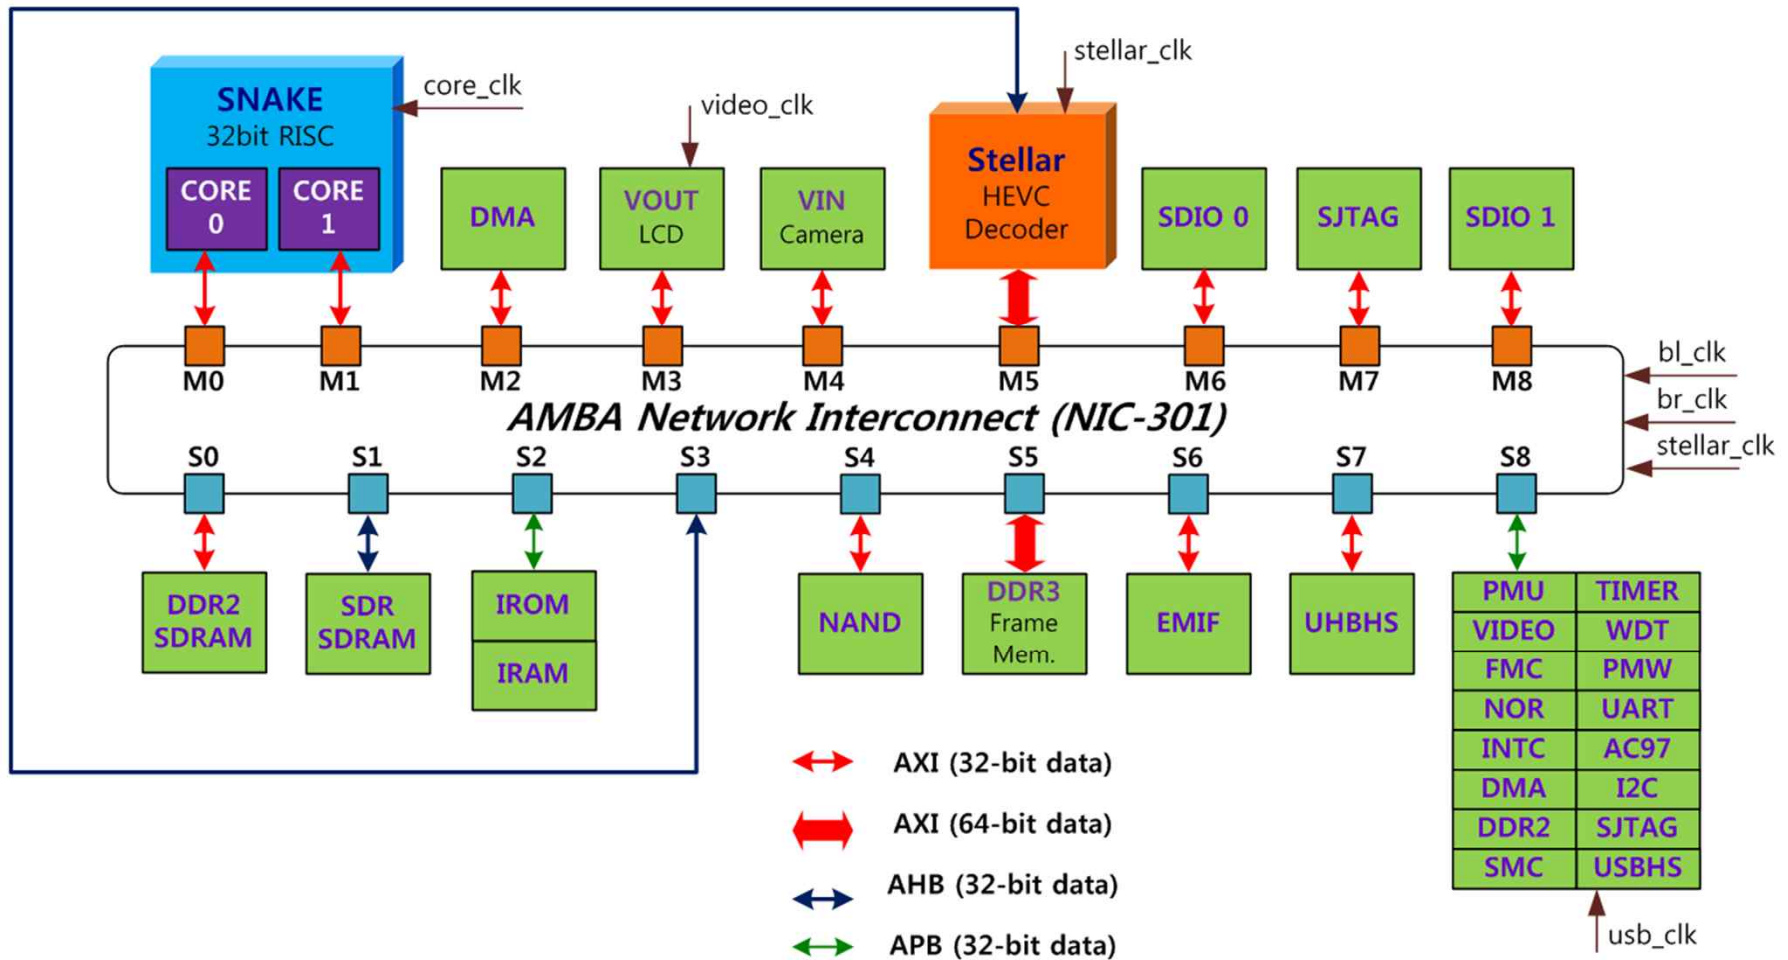 stellar_clk
SNAKE
32bit RISC
core_clk
video_clk
CORE
0
CORE
1
DMA
VOUT
LCD
VIN
Camera
Stellar
HEVC
Decoder
SDIO 0
SJTAG
SDIO 1
M0
M1
M2
M3
M4
M5
M6
M7
M8
bl_clk
br_clk
stellar_clk
AMBA Network Interconnect (NIC-301)
S0
S1
S2
S3
S4
S5
S6
S7
S8
DDR2
SDRAM
SDR
SDRAM
IROM
IRAM
NAND
DDR3
Frame
Mem.
EMIF
UHBHS
PMU TIMER
VIDEO WDT
FMC PMW
NOR UART
INTC AC97
DMA I2C
DDR2 SJTAG
SMC USBHS
usb_clk
AXI (32-bit data)
AXI (64-bit data)
AHB (32-bit data)
APB (32-bit data)